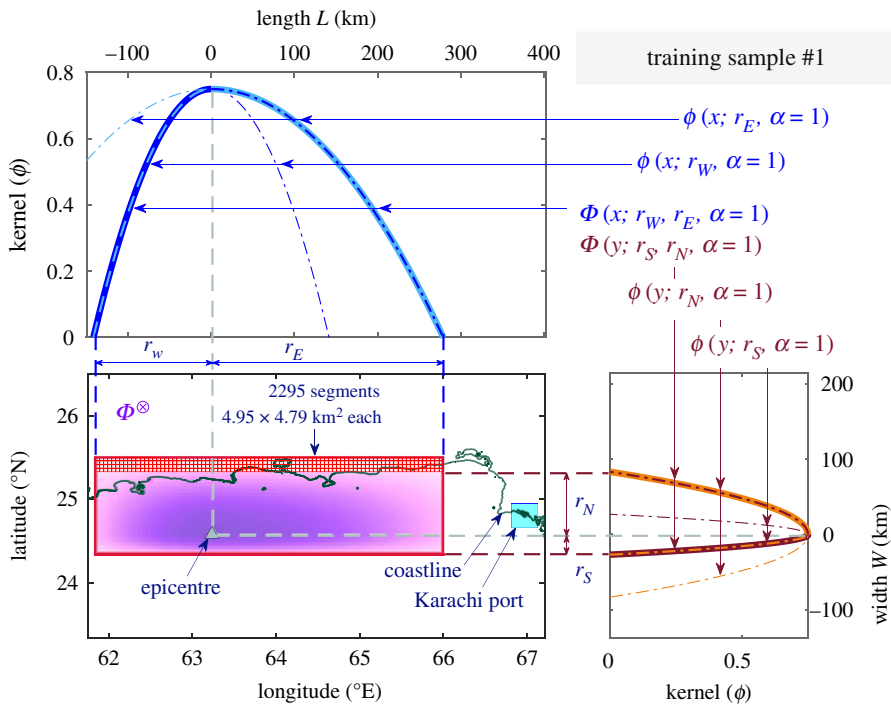 length L (km)
−100 0 100 200 300 400
training sample #1
0.8
0.6
0.4
0.2
0
kernel (ϕ)
ϕ (x; r_E, α = 1)
ϕ (x; r_W, α = 1)
Φ (x; r_W, r_E, α = 1)
Φ (y; r_S, r_N, α = 1)
ϕ (y; r_N, α = 1)
ϕ (y; r_S, α = 1)
r_w
r_E
2295 segments
4.95 × 4.79 km² each
Φ^⊗
26
25
24
latitude (°N)
epicentre
coastline
Karachi port
r_N
r_S
62 63 64 65 66 67
longitude (°E)
200
100
0
−100
width W (km)
0 0.5
kernel (ϕ)